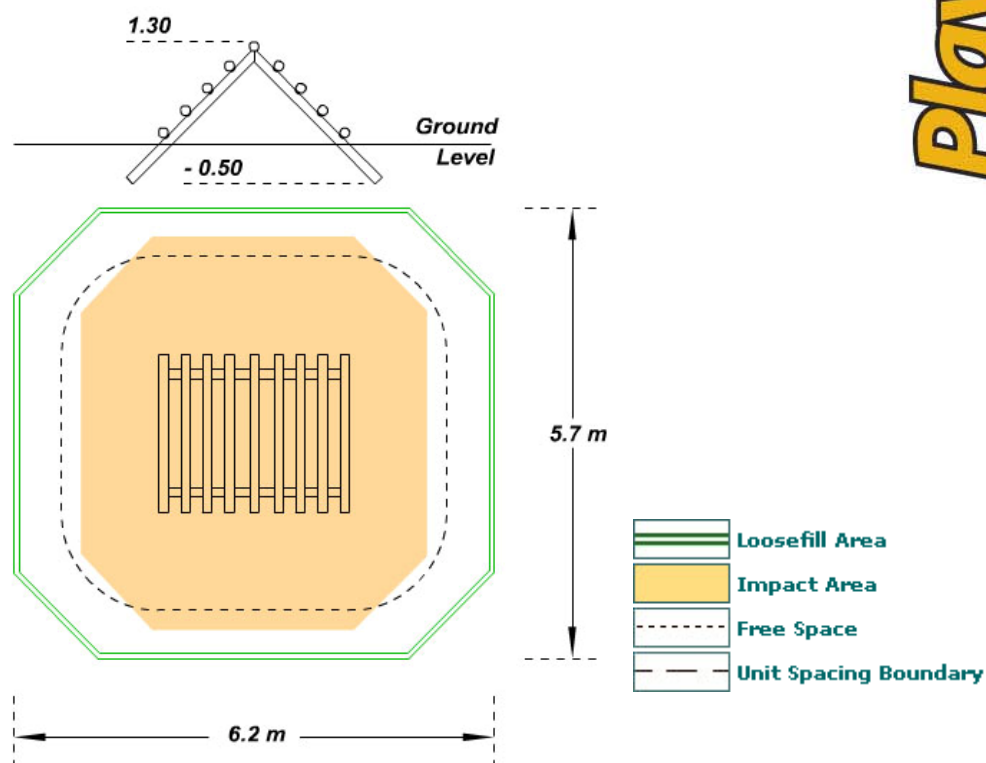 1.30
Ground
Level
- 0.50
5.7 m
Loosefill Area
Impact Area
Free Space
Unit Spacing Boundary
6.2 m